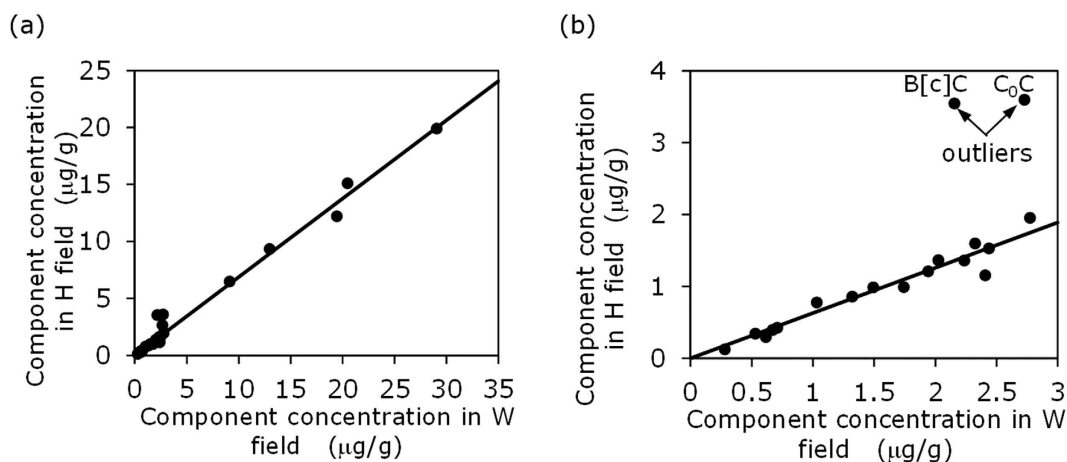 (a)
Component concentration
in H field (μg/g)
25
20
15
10
5
0
0 5 10 15 20 25 30 35
Component concentration in W
field (μg/g)
(b)
Component concentration
in H field (μg/g)
4
3
2
1
0
B[c]C C₀C
outliers
0 0.5 1 1.5 2 2.5 3
Component concentration in W
field (μg/g)